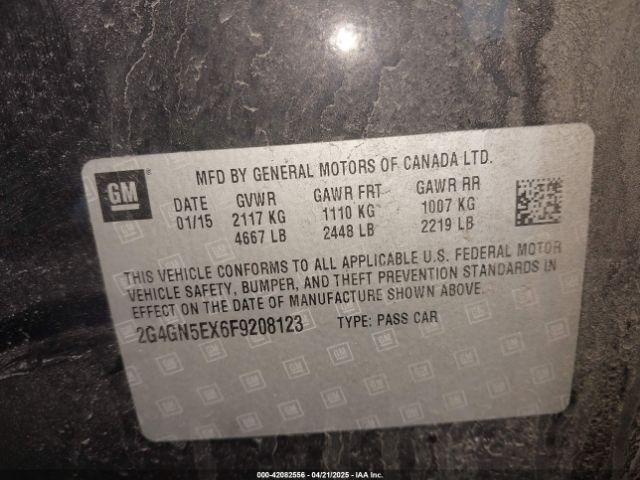 GM
MFD BY GENERAL MOTORS OF CANADA LTD.
DATE GVWR GAWR FRT GAWR RR
01/15 2117 KG 1110 KG 1007 KG
4667 LB 2448 LB 2219 LB
THIS VEHICLE CONFORMS TO ALL APPLICABLE U.S. FEDERAL MOTOR
VEHICLE SAFETY, BUMPER, AND THEFT PREVENTION STANDARDS IN
EFFECT ON THE DATE OF MANUFACTURE SHOWN ABOVE.
2G4GN5EX6F9208123 TYPE: PASS CAR
000-42082556 - 04/21/2025 - IAA Inc.